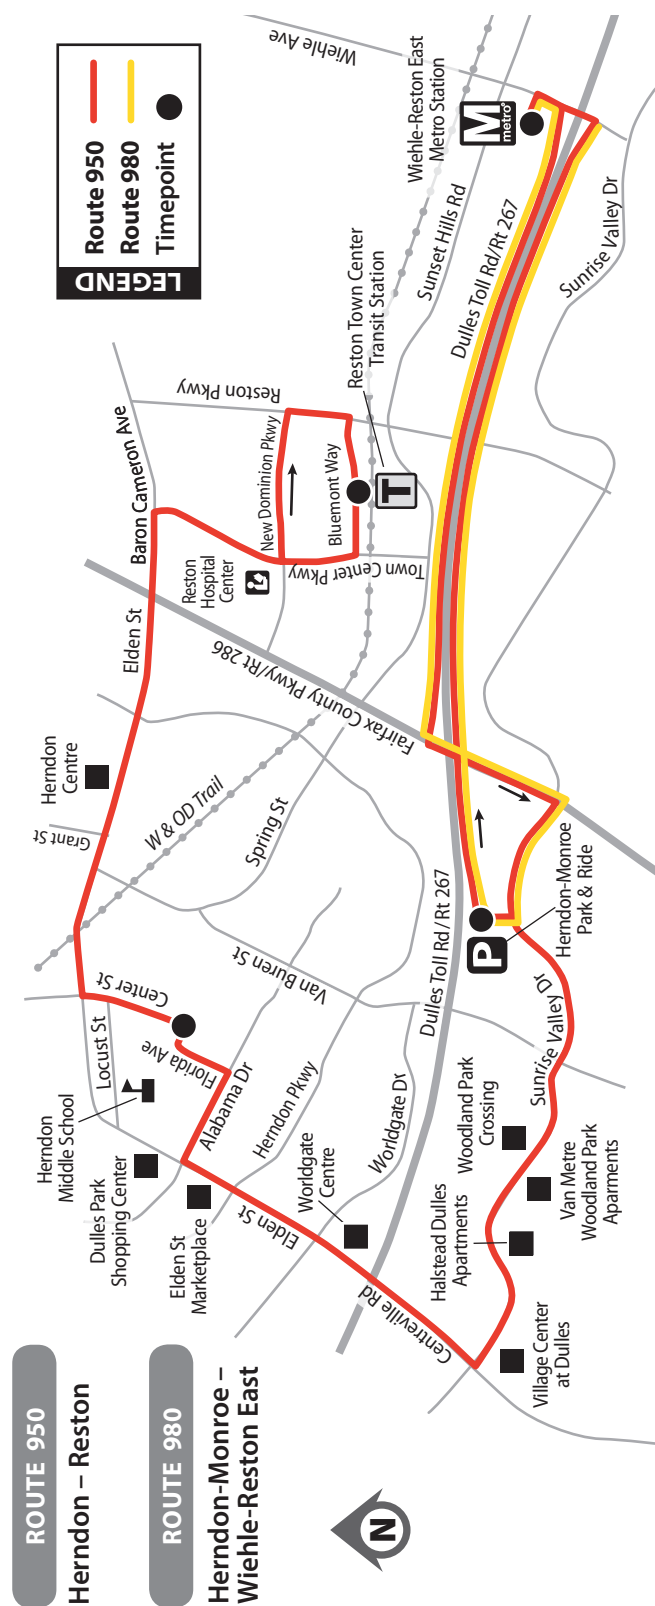 ROUTE 950
Herndon – Reston
ROUTE 980
Herndon-Monroe –
Wiehle-Reston East
N
LEGEND
Route 950
Route 980
Timepoint
Herndon
Middle School
Dulles Park
Shopping Center
Elden St
Marketplace
Worldgate
Centre
Elden St
Centreville Rd
Village Center
at Dulles
Halstead Dulles
Apartments
Van Metre
Woodland Park
Aparments
Woodland Park
Crossing
Sunrise Valley Dr
Worldgate Dr
Herndon Pkwy
Alabama Dr
Florida Ave
Center St
Locust St
Van Buren St
Dulles Toll Rd/Rt 267
P
Herndon-Monroe
Park & Ride
Spring St
W & OD Trail
Grant St
Herndon
Centre
Elden St
Fairfax County Pkwy/Rt 286
Baron Cameron Ave
Reston
Hospital
Center
New Dominion Pkwy
Bluemont Way
Town Center Pkwy
Reston Pkwy
T
Reston Town Center
Transit Station
Sunset Hills Rd
Dulles Toll Rd/Rt 267
Sunrise Valley Dr
Wiehle-Reston East
Metro Station
M
metro
Wiehle Ave